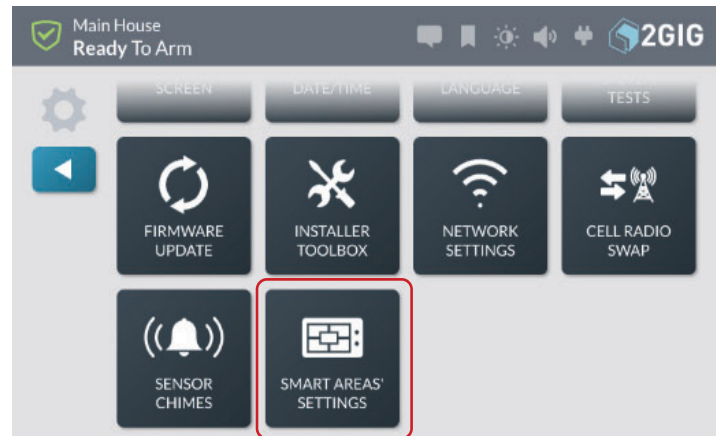 Main House
Ready To Arm
2GIG
SCREEN
DATE/TIME
LANGUAGE
TESTS
FIRMWARE
UPDATE
INSTALLER
TOOLBOX
NETWORK
SETTINGS
CELL RADIO
SWAP
SENSOR
CHIMES
SMART AREAS'
SETTINGS